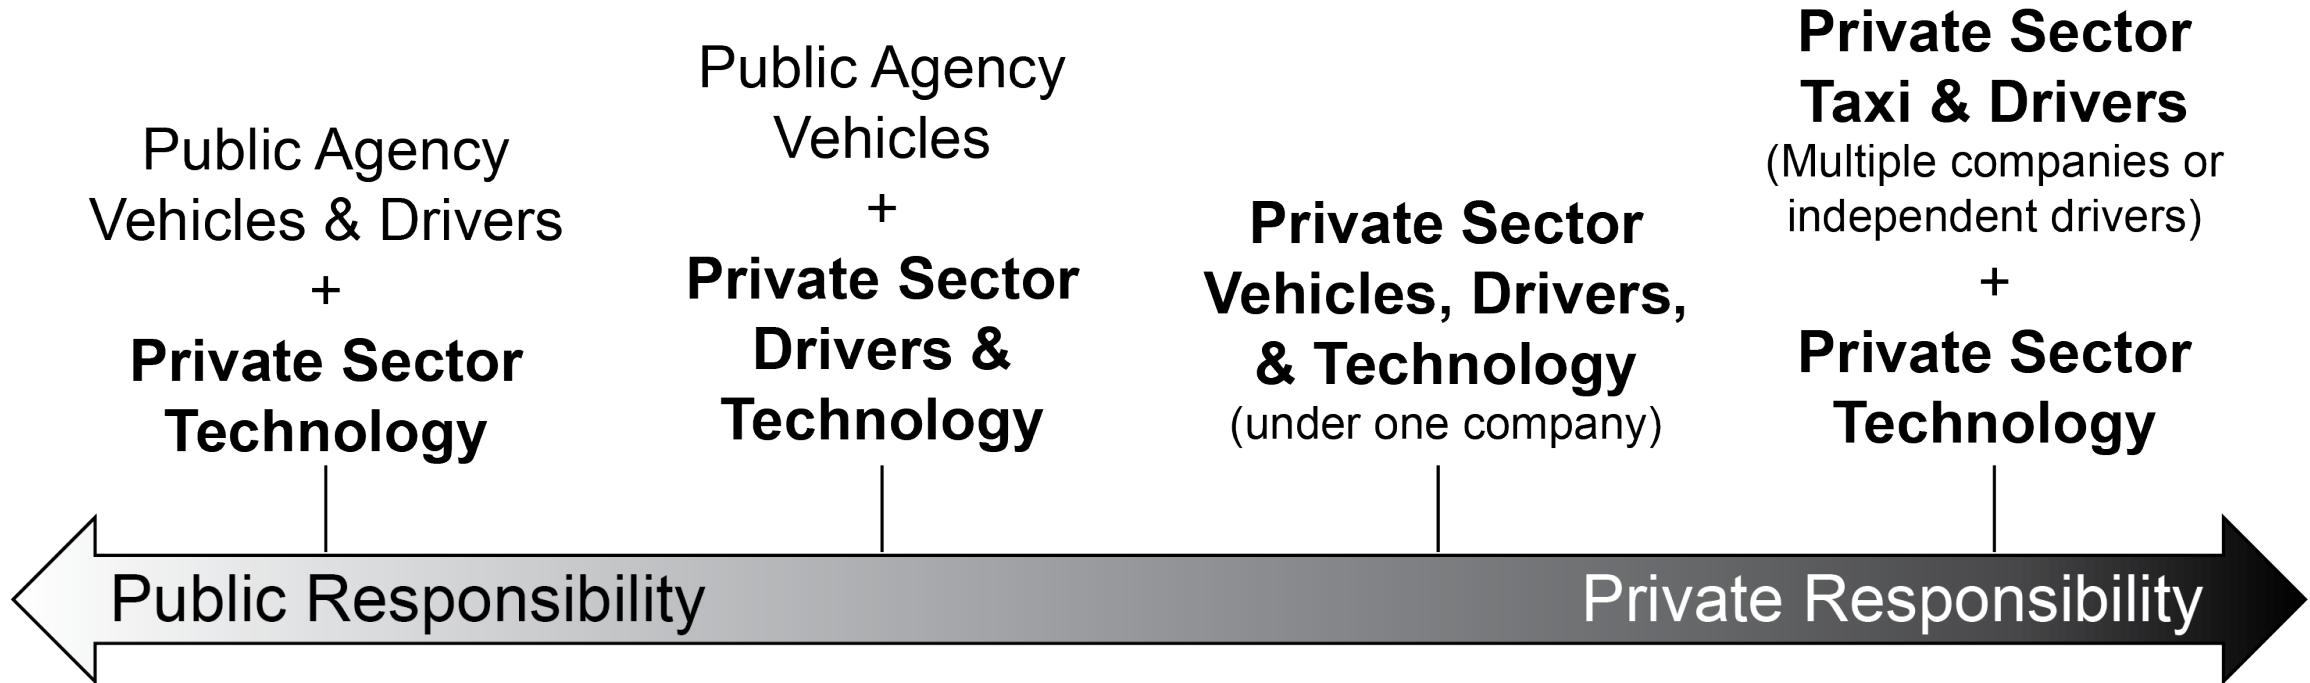 Public Agency
Vehicles & Drivers
+
Private Sector
Technology
Public Agency
Vehicles
+
Private Sector
Drivers &
Technology
Private Sector
Vehicles, Drivers,
& Technology
(under one company)
Private Sector
Taxi & Drivers
(Multiple companies or
independent drivers)
+
Private Sector
Technology
Public Responsibility
Private Responsibility